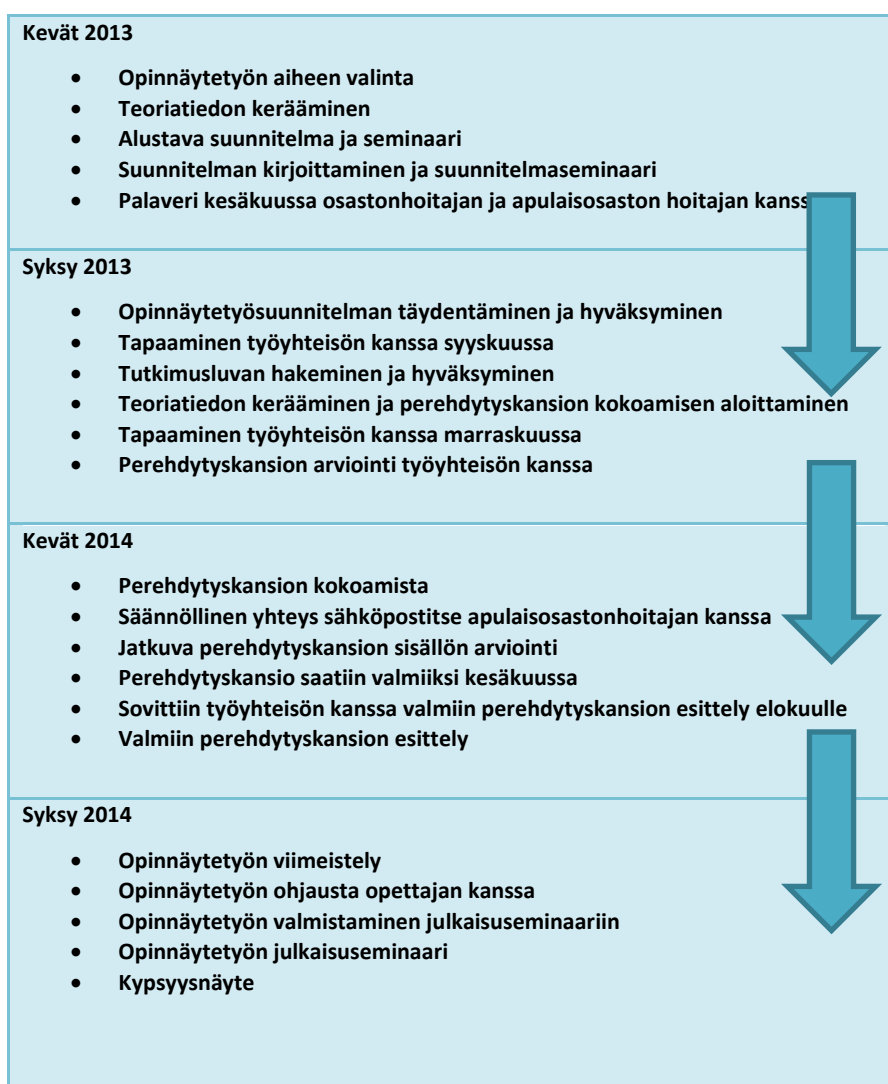 Kevät 2013
• Opinnäytetyön aiheen valinta
• Teoriatiedon kerääminen
• Alustava suunnitelma ja seminaari
• Suunnitelman kirjoittaminen ja suunnitelmaseminaari
• Palaveri kesäkuussa osastonhoitajan ja apulaisosaston hoitajan kanss
Syksy 2013
• Opinnäytetyösuunnitelman täydentäminen ja hyväksyminen
• Tapaaminen työyhteisön kanssa syyskuussa
• Tutkimusluvan hakeminen ja hyväksyminen
• Teoriatiedon kerääminen ja perehdytyskansion kokoamisen aloittaminen
• Tapaaminen työyhteisön kanssa marraskuussa
• Perehdytyskansion arviointi työyhteisön kanssa
Kevät 2014
• Perehdytyskansion kokoamista
• Säännöllinen yhteys sähköpostitse apulaisosastonhoitajan kanssa
• Jatkuva perehdytyskansion sisällön arviointi
• Perehdytyskansio saatiin valmiiksi kesäkuussa
• Sovittiin työyhteisön kanssa valmiin perehdytyskansion esittely elokuulle
• Valmiin perehdytyskansion esittely
Syksy 2014
• Opinnäytetyön viimeistely
• Opinnäytetyön ohjausta opettajan kanssa
• Opinnäytetyön valmistaminen julkaisuseminaariin
• Opinnäytetyön julkaisuseminaari
• Kypsyysnäyte